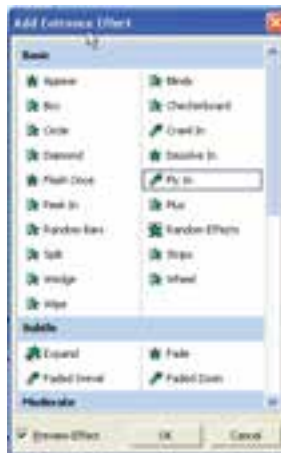 Add Entrance Effect
Basic
Appear Blinds
Box Checkerboard
Circle Crawl In
Diamond Dissolve In
Flash Once Fly In
Peek In Plus
Random Bars Random Effects
Split Strips
Wedge Wheel
Wipe
Subtle
Expand Fade
Faded Swivel Faded Zoom
Moderate
Preview Effect OK Cancel